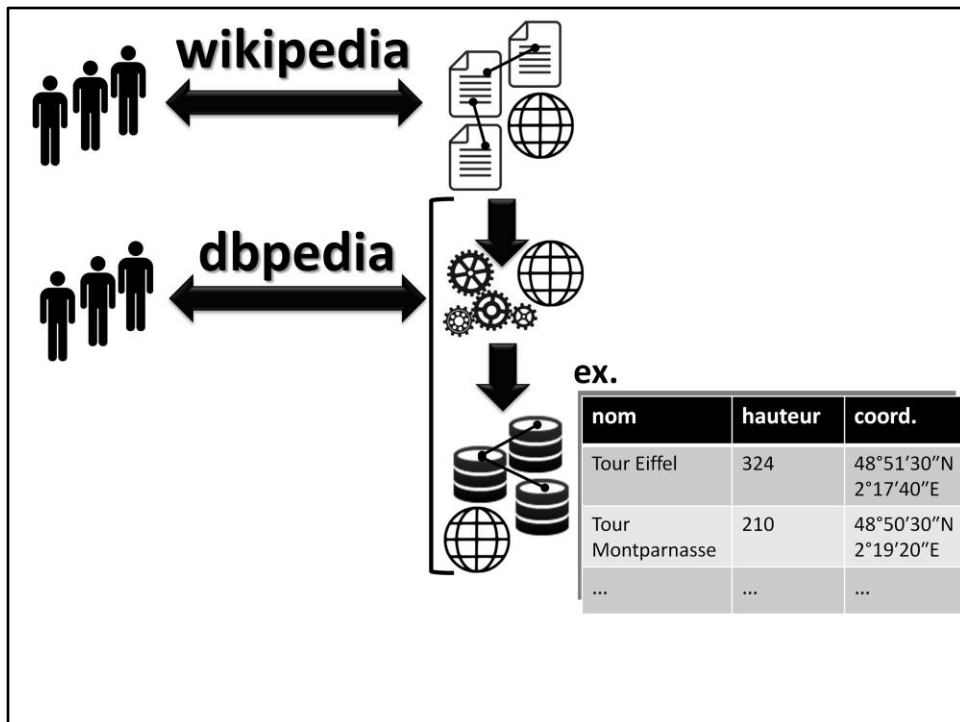 wikipedia
dbpedia
ex.
nom hauteur coord.
Tour Eiffel 324 48°51′30″N
2°17′40″E
Tour 210 48°50′30″N
Montparnasse 2°19′20″E
... ... ...